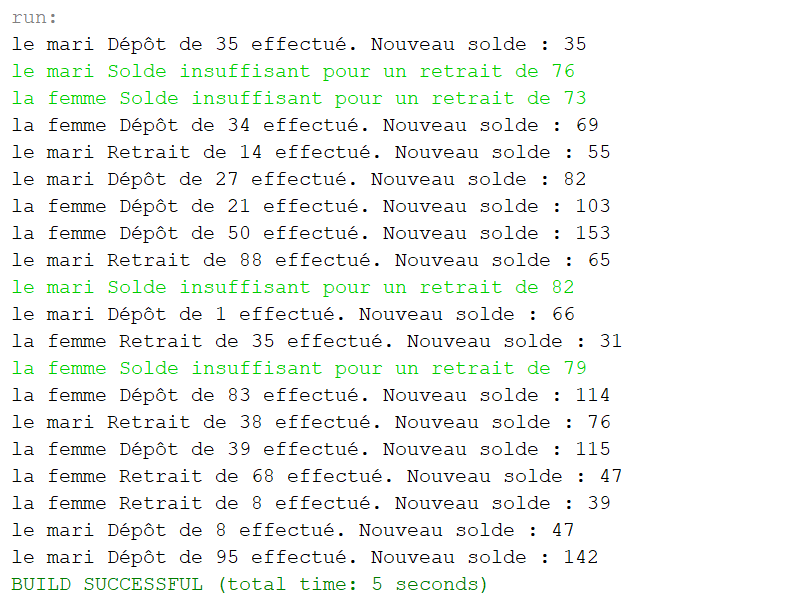 run:
le mari Dépôt de 35 effectué. Nouveau solde : 35
le mari Solde insuffisant pour un retrait de 76
la femme Solde insuffisant pour un retrait de 73
la femme Dépôt de 34 effectué. Nouveau solde : 69
le mari Retrait de 14 effectué. Nouveau solde : 55
le mari Dépôt de 27 effectué. Nouveau solde : 82
la femme Dépôt de 21 effectué. Nouveau solde : 103
la femme Dépôt de 50 effectué. Nouveau solde : 153
le mari Retrait de 88 effectué. Nouveau solde : 65
le mari Solde insuffisant pour un retrait de 82
le mari Dépôt de 1 effectué. Nouveau solde : 66
la femme Retrait de 35 effectué. Nouveau solde : 31
la femme Solde insuffisant pour un retrait de 79
la femme Dépôt de 83 effectué. Nouveau solde : 114
le mari Retrait de 38 effectué. Nouveau solde : 76
la femme Dépôt de 39 effectué. Nouveau solde : 115
la femme Retrait de 68 effectué. Nouveau solde : 47
la femme Retrait de 8 effectué. Nouveau solde : 39
le mari Dépôt de 8 effectué. Nouveau solde : 47
le mari Dépôt de 95 effectué. Nouveau solde : 142
BUILD SUCCESSFUL (total time: 5 seconds)